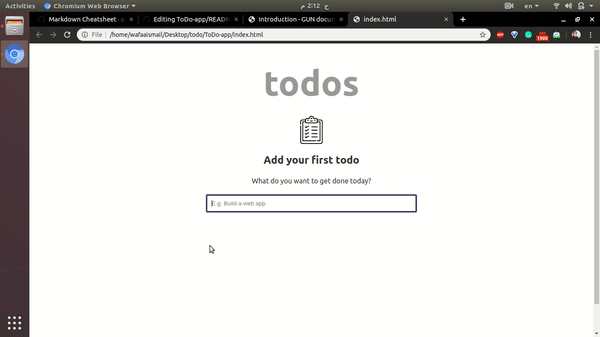 Activities
Chromium Web Browser
2:12 م
en
Markdown Cheatsheet - a
Editing ToDo-app/READM
Introduction - GUN docum
index.html
File
/home/wafaaismail/Desktop/todo/ToDo-app/index.html
todos
Add your first todo
What do you want to get done today?
E.g. Build a web app